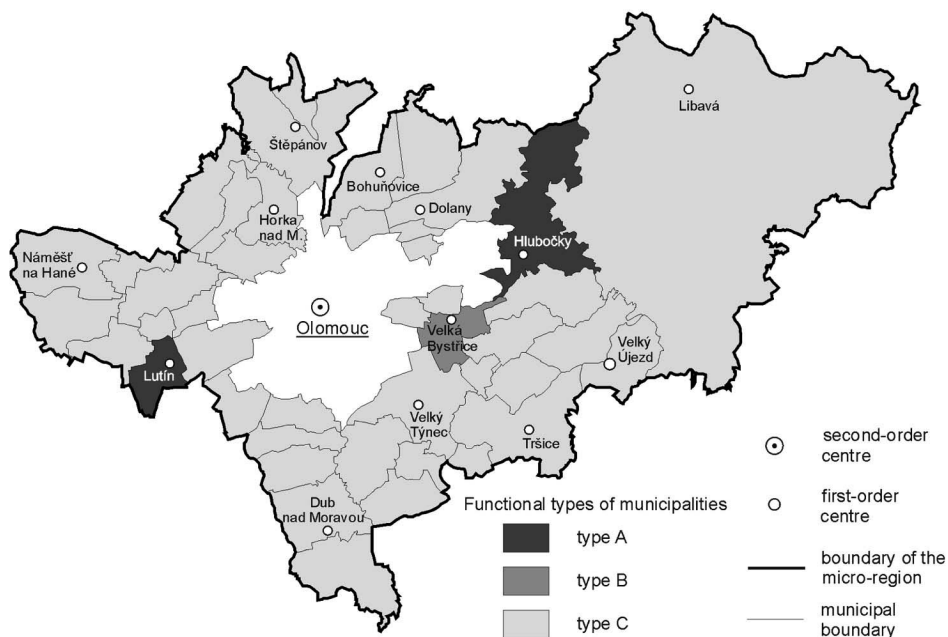 Libavá
Štěpánov
Bohuňovice
Dolany
Horka
nad M.
Hlubočky
Náměšť
na Hané
Olomouc
Velká
Bystřice
Velký
Újezd
Lutín
Velký
Týnec
Tršice
Dub
nad Moravou
second-order
centre
first-order
centre
boundary of the
micro-region
municipal
boundary
Functional types of municipalities
type A
type B
type C